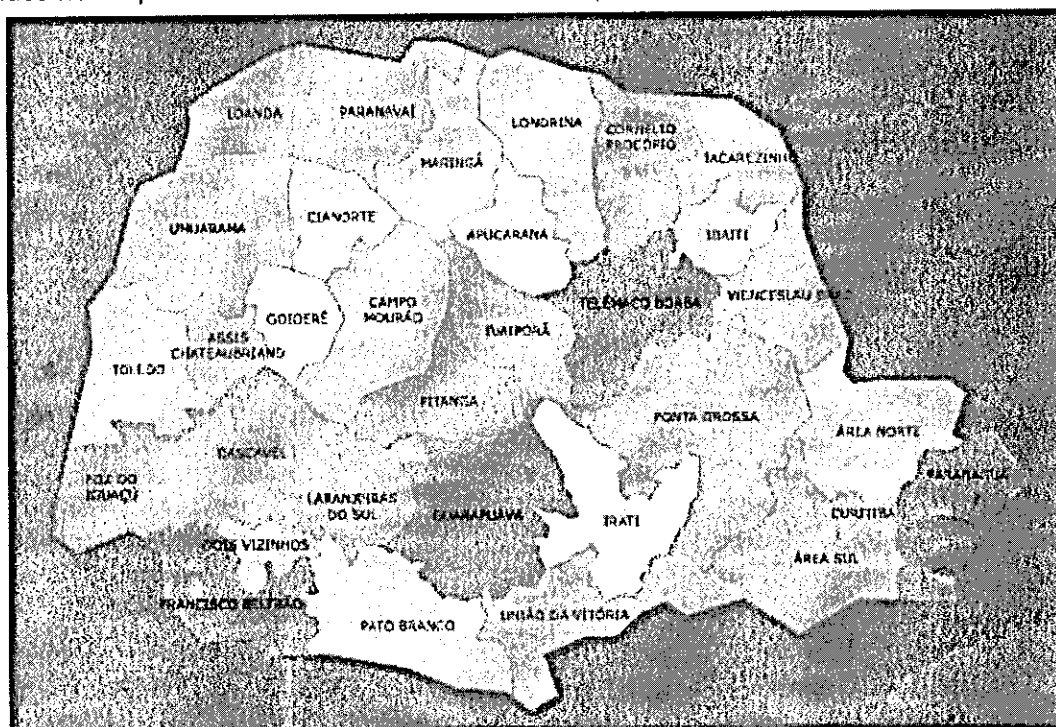 LOANDA
PARANAVAÍ
LONDRINA
CORNÉLIO
PROCÓPIO
JACAREZINHO
MARINGÁ
UMUARAMA
CIANORTE
APUCARANA
IBAITI
CAMPO
MOURÃO
GOIOERÊ
TELÊMACO BORBA
WENCESLAU BRAZ
ASSIS
CHATEAUBRIAND
IVAIPORÃ
TOLEDO
PITANGA
PONTA GROSSA
ÁREA NORTE
CASCAVEL
FOZ DO
IGUAÇU
PARANAGUÁ
LARANJEIRAS
DO SUL
GUARAPUAVA
IRATI
CURITIBA
DOIS VIZINHOS
ÁREA SUL
FRANCISCO BELTRÃO
PATO BRANCO
UNIÃO DA VITÓRIA